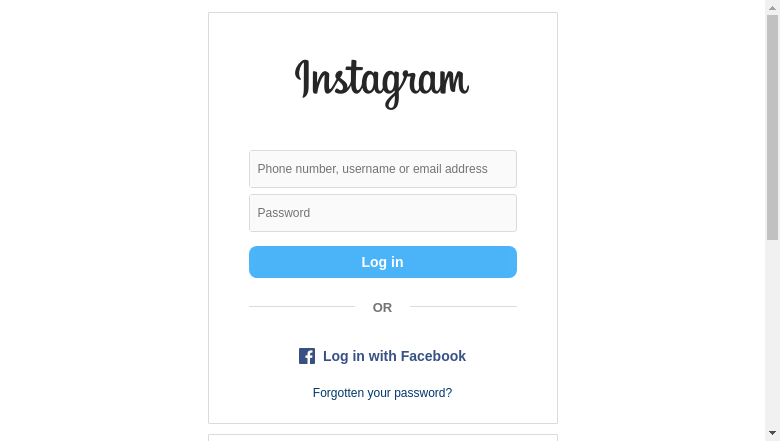 Instagram
Phone number, username or email address
Password
Log in
OR
Log in with Facebook
Forgotten your password?